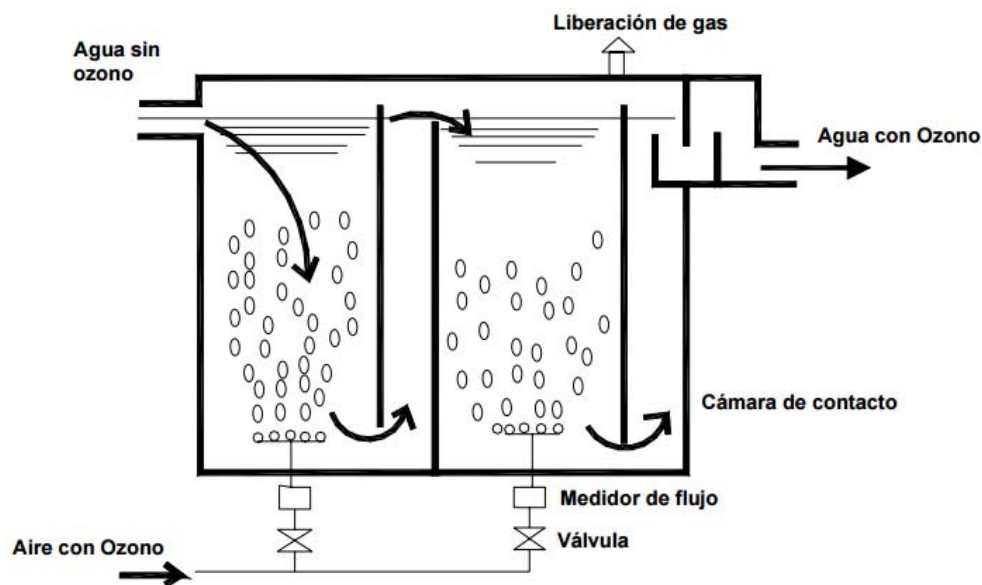 Liberación de gas
Agua sin
ozono
Agua con Ozono
Cámara de contacto
Medidor de flujo
Válvula
Aire con Ozono